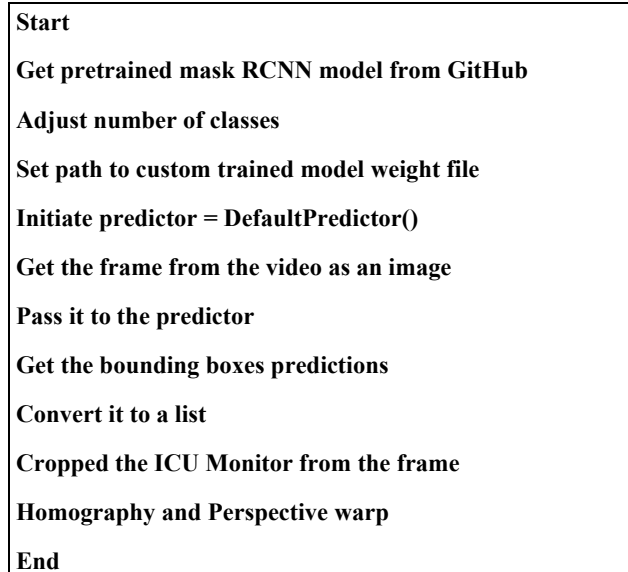 Start
Get pretrained mask RCNN model from GitHub
Adjust number of classes
Set path to custom trained model weight file
Initiate predictor = DefaultPredictor()
Get the frame from the video as an image
Pass it to the predictor
Get the bounding boxes predictions
Convert it to a list
Cropped the ICU Monitor from the frame
Homography and Perspective warp
End